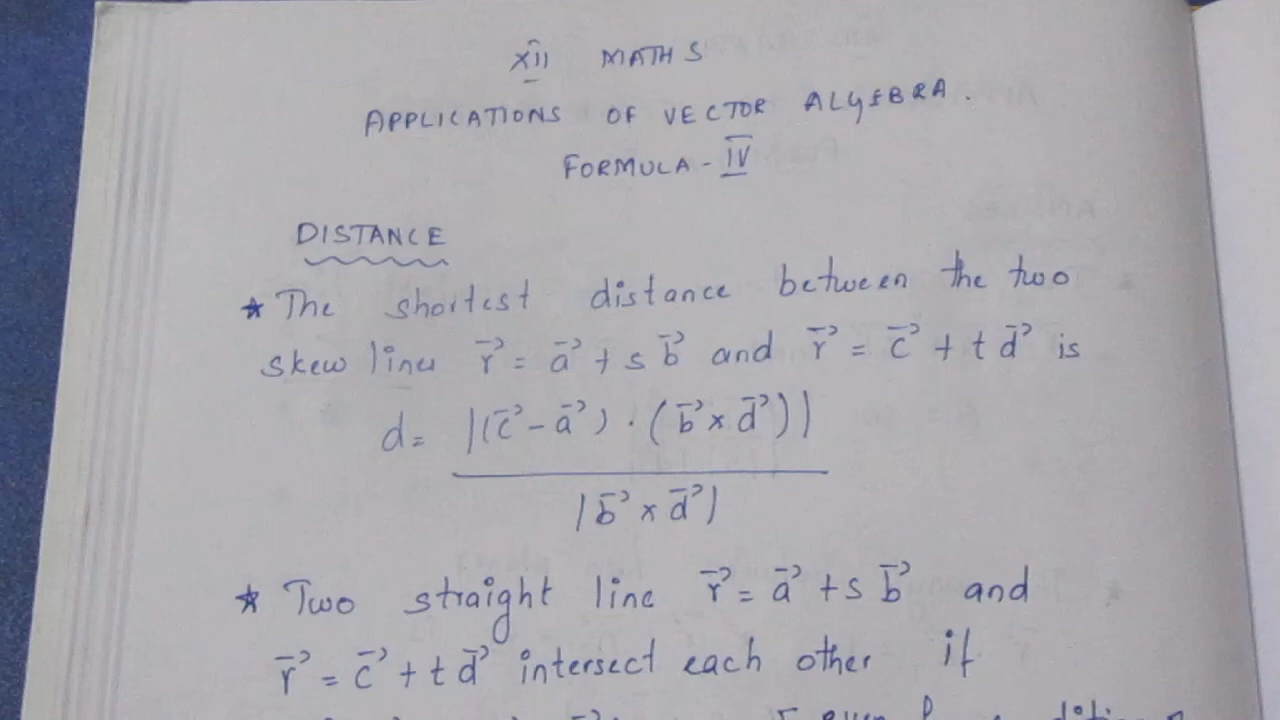 XII MATHS
APPLICATIONS OF VECTOR ALGEBRA.
FORMULA - IV
DISTANCE
* The shortest distance between the two
skew lines r⃗ = a⃗ + s b⃗ and r⃗ = c⃗ + t d⃗ is
d = |(c⃗ - a⃗) · (b⃗ × d⃗)|
|b⃗ × d⃗|
* Two straight line r⃗ = a⃗ + s b⃗ and
r⃗ = c⃗ + t d⃗ intersect each other if